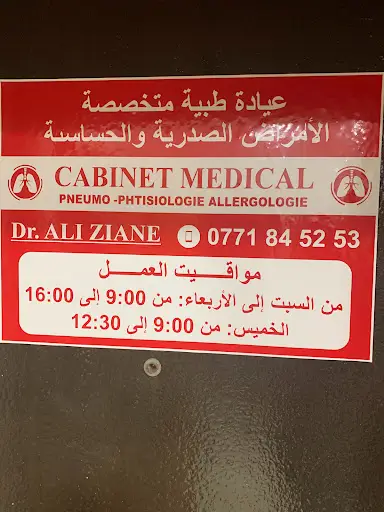 عيادة طبية متخصصة
الأمراض الصدرية والحساسة
CABINET MEDICAL
PNEUMO -PHTISIOLOGIE ALLERGOLOGIE
Dr. ALI ZIANE 0771 84 52 53
مواقيت العمل
من السبت إلى الأربعاء: من 9:00 إلى 16:00
الخميس: من 9:00 إلى 12:30